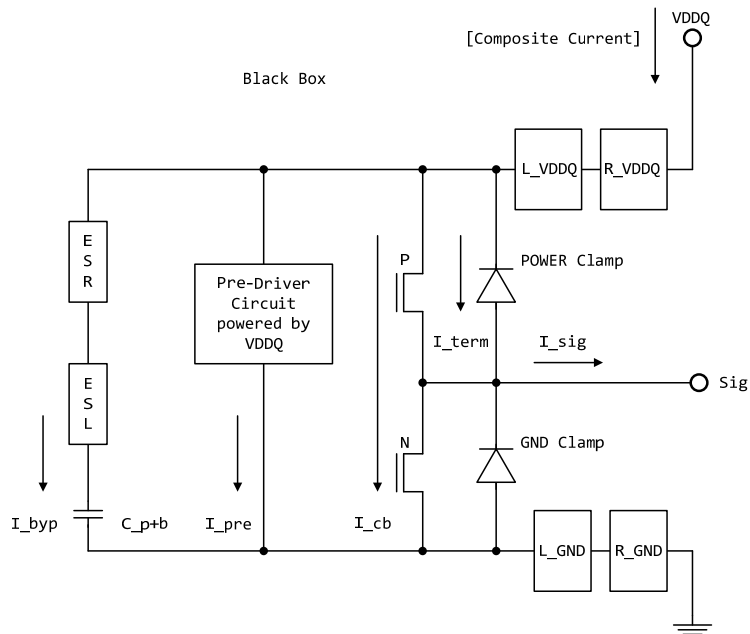 VDDQ
[Composite Current]
Black Box
L_VDDQ
R_VDDQ
E
S
R
P
POWER Clamp
Pre-Driver
Circuit
powered by
VDDQ
I_term
I_sig
E
S
L
Sig
N
GND Clamp
I_byp
C_p+b
I_pre
I_cb
L_GND
R_GND